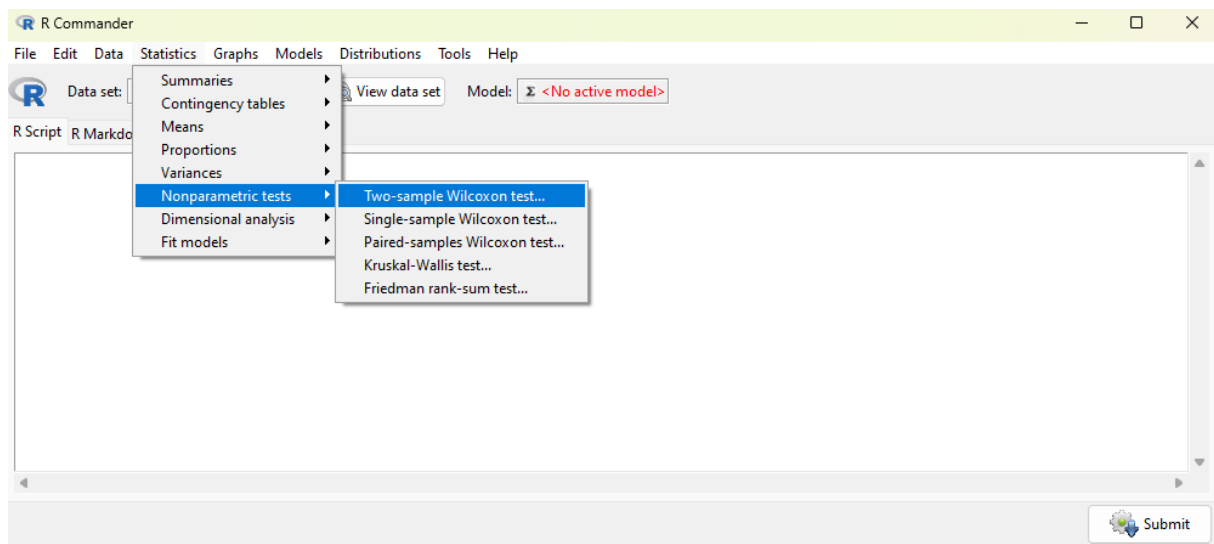 R Commander
File Edit Data Statistics Graphs Models Distributions Tools Help
R Data set: View data set Model: Σ <No active model>
R Script R Markdo
Summaries
Contingency tables
Means
Proportions
Variances
Nonparametric tests
Dimensional analysis
Fit models
Two-sample Wilcoxon test...
Single-sample Wilcoxon test...
Paired-samples Wilcoxon test...
Kruskal-Wallis test...
Friedman rank-sum test...
Submit